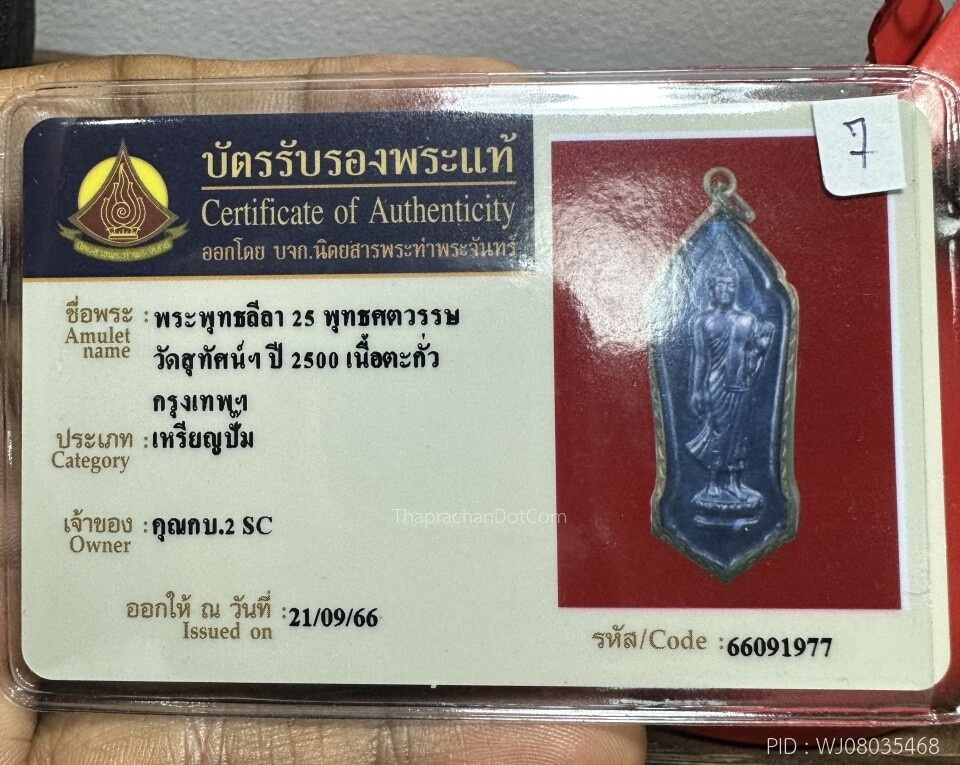 บัตรรับรองพระแท้
Certificate of Authenticity
ออกโดย บจก.นิตยสารพระท่าพระจันทร์
7
ชื่อพระ : พระพุทธลีลา 25 พุทธศตวรรษ
Amulet name
วัดสุทัศน์ฯ ปี 2500 เนื้อตะกั่ว
กรุงเทพฯ
ประเภท : เหรียญปั๊ม
Category
เจ้าของ : คุณกบ.2 SC
Owner
ThaprachanDotCom
ออกให้ ณ วันที่ : 21/09/66
Issued on
รหัส/Code : 66091977
PID : WJ08035468